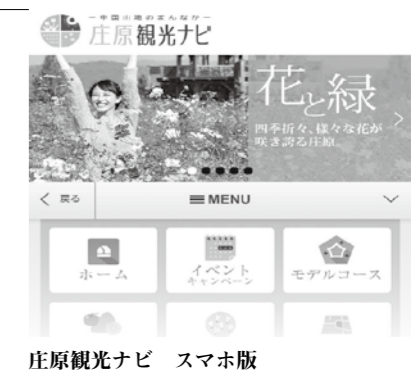 －中国山地のまんなか－
庄原観光ナビ
花と緑
四季折々、様々な花が
咲き誇る庄原。
戻る
MENU
ホーム
イベント
キャンペーン
モデルコース
庄原観光ナビ　スマホ版